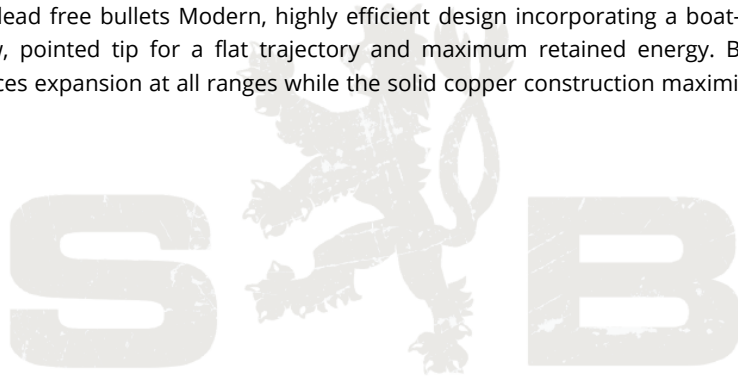 lead free bullets Modern, highly efficient design incorporating a boat-
, pointed tip for a flat trajectory and maximum retained energy. B
ces expansion at all ranges while the solid copper construction maximi
S B